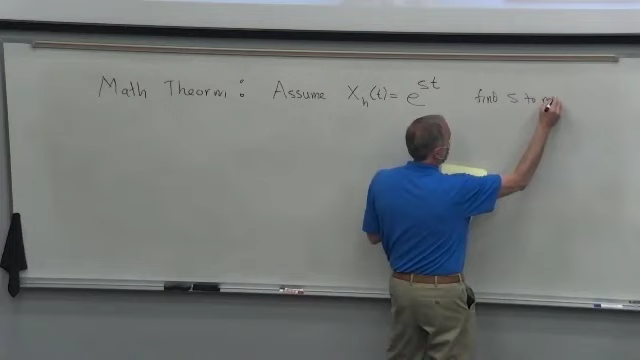 Math Theorm : Assume X_h(t) = e^{st} find s to m